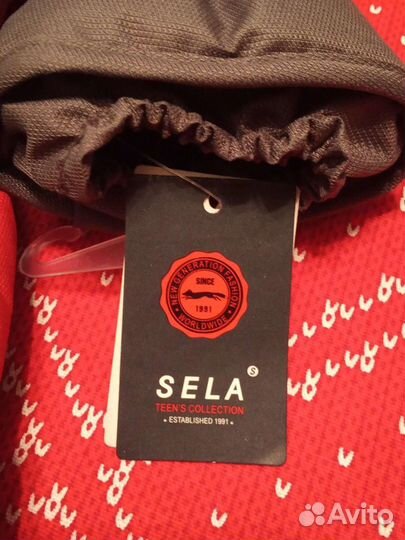 NEW GENERATION FASHION
SINCE
1991
WORLDWIDE
SELA S
TEEN'S COLLECTION
• ESTABLISHED 1991 •
Avito